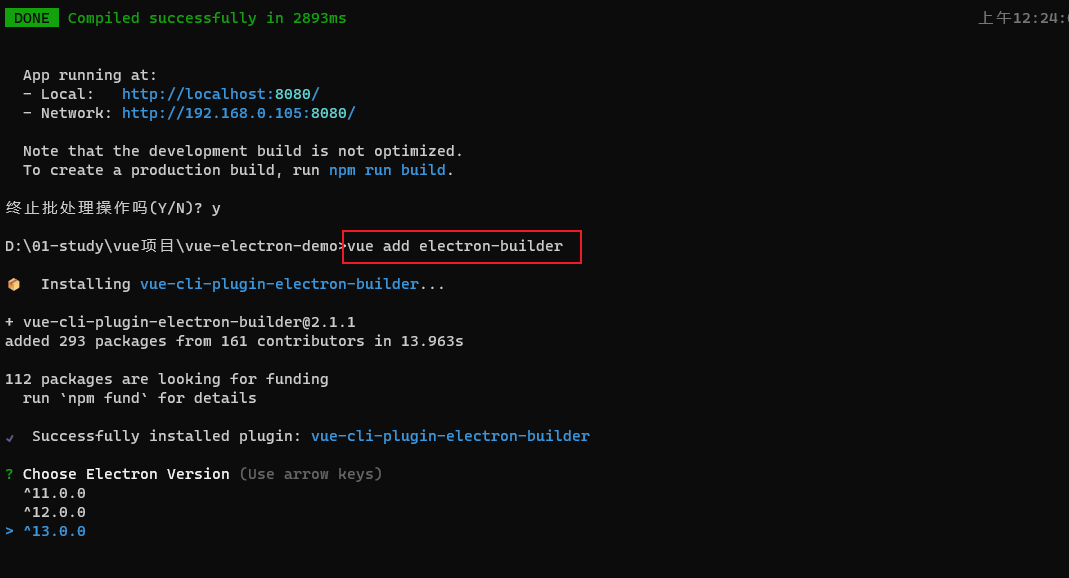 DONE Compiled successfully in 2893ms 上午12:24:
App running at:
- Local: http://localhost:8080/
- Network: http://192.168.0.105:8080/
Note that the development build is not optimized.
To create a production build, run npm run build.
终止批处理操作吗(Y/N)? y
D:\01-study\vue项目\vue-electron-demo>vue add electron-builder
Installing vue-cli-plugin-electron-builder...
+ vue-cli-plugin-electron-builder@2.1.1
added 293 packages from 161 contributors in 13.963s
112 packages are looking for funding
run `npm fund` for details
✓ Successfully installed plugin: vue-cli-plugin-electron-builder
? Choose Electron Version (Use arrow keys)
^11.0.0
^12.0.0
> ^13.0.0